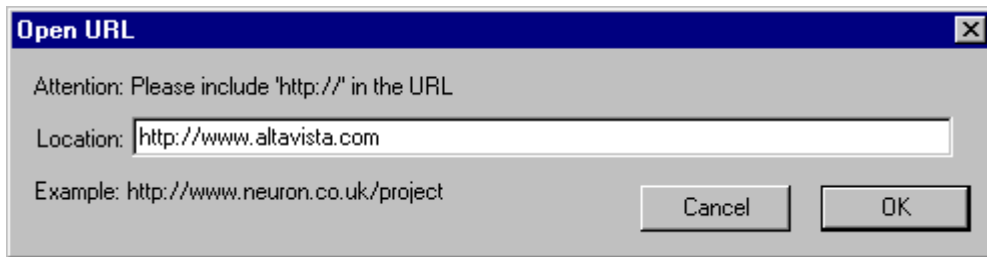 Open URL
Attention: Please include 'http://' in the URL
Location: http://www.altavista.com
Example: http://www.neuron.co.uk/project
Cancel OK